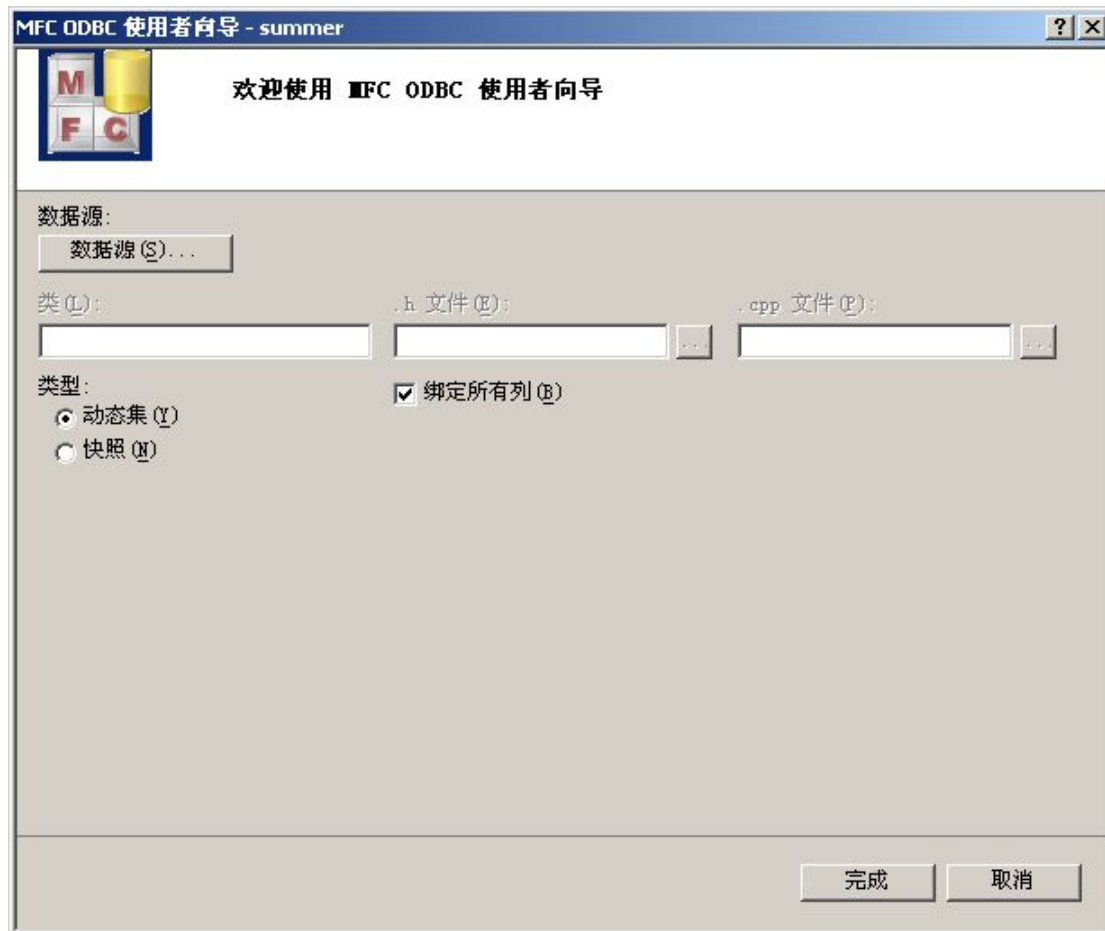 MFC ODBC 使用者向导 - summer
M
F C
欢迎使用 MFC ODBC 使用者向导
数据源:
数据源(S)...
类(L): .h 文件(E): .cpp 文件(P):
... ...
类型: 绑定所有列(B)
动态集(Y)
快照(N)
完成 取消